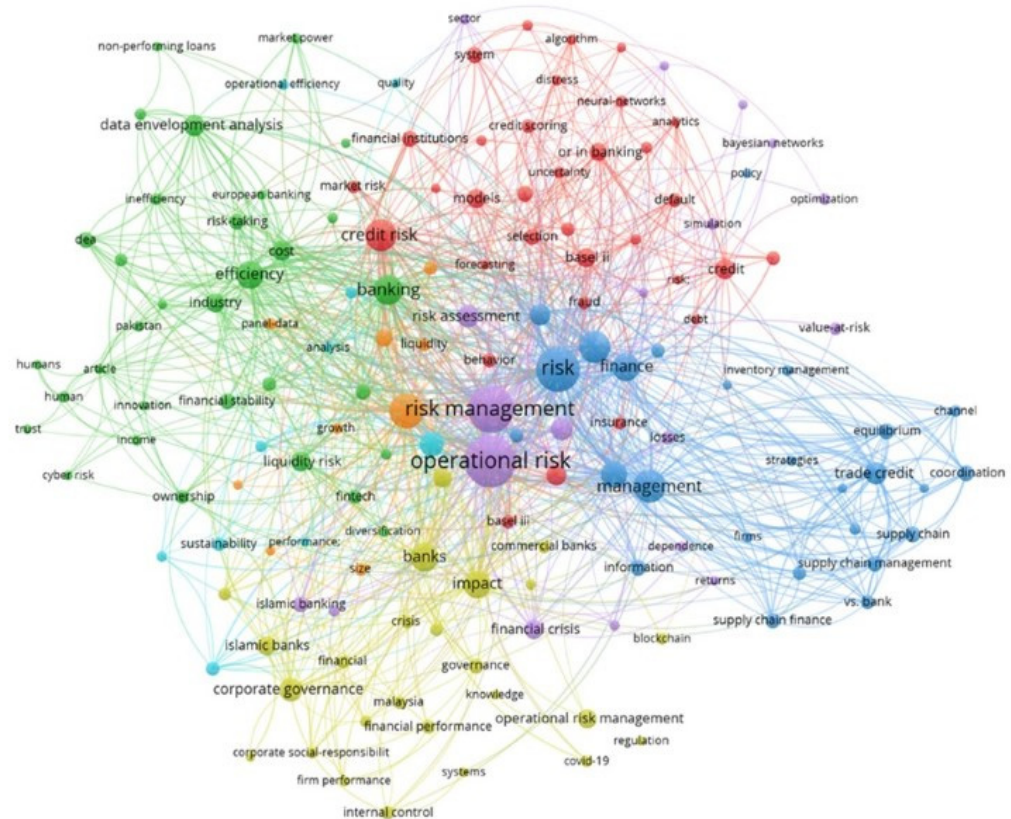 sector
non-performing loans
market power
algorithm
system
operational efficiency
quality
distress
neural-networks
data envelopment analysis
financial institutions
credit scoring
analytics
or in banking
bayesian networks
uncertainty
policy
inefficiency
european banking
market risk
models
default
optimization
risk-taking
simulation
dea
credit risk
selection
cost
basel ii
efficiency
forecasting
credit
risk;
banking
industry
fraud
risk assessment
debt
pakistan
panel-data
value-at-risk
analysis
liquidity
behavior
risk
finance
humans
article
inventory management
human
innovation
financial stability
risk management
channel
trust
growth
insurance
equilibrium
income
losses
operational risk
strategies
liquidity risk
cyber risk
trade credit
coordination
management
ownership
fintech
basel iii
diversification
supply chain
sustainability
performance;
commercial banks
dependence
firms
banks
supply chain management
size
impact
information
returns
islamic banking
vs. bank
crisis
financial crisis
supply chain finance
islamic banks
blockchain
financial
governance
corporate governance
knowledge
malaysia
operational risk management
financial performance
regulation
corporate social-responsibilit
covid-19
systems
firm performance
internal control